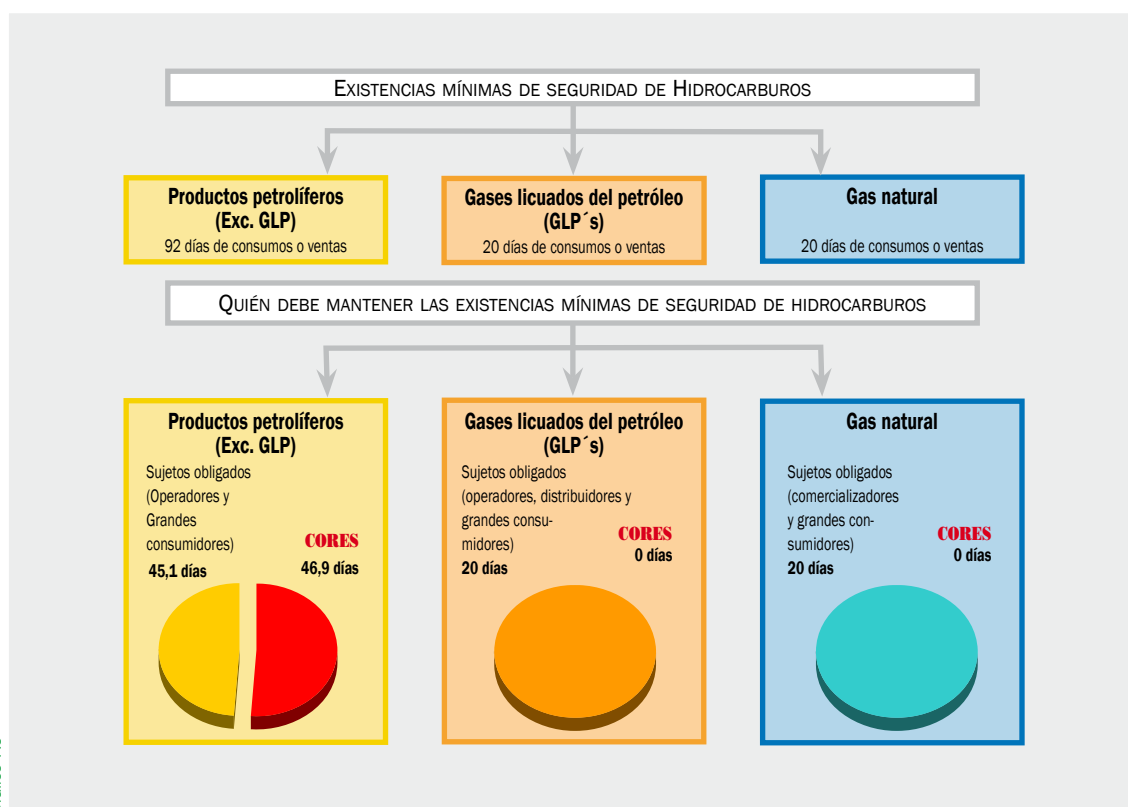 EXISTENCIAS MÍNIMAS DE SEGURIDAD DE HIDROCARBUROS
Productos petrolíferos
(Exc. GLP)
92 días de consumos o ventas
Gases licuados del petróleo
(GLP´s)
20 días de consumos o ventas
Gas natural
20 días de consumos o ventas
QUIÉN DEBE MANTENER LAS EXISTENCIAS MÍNIMAS DE SEGURIDAD DE HIDROCARBUROS
Productos petrolíferos
(Exc. GLP)
Sujetos obligados
(Operadores y
Grandes
consumidores)
45,1 días
CORES
46,9 días
Gases licuados del petróleo
(GLP´s)
Sujetos obligados
(operadores, distribuidores y
grandes consu-
midores)
20 días
CORES
0 días
Gas natural
Sujetos obligados
(comercializadores
y grandes con-
sumidores)
20 días
CORES
0 días